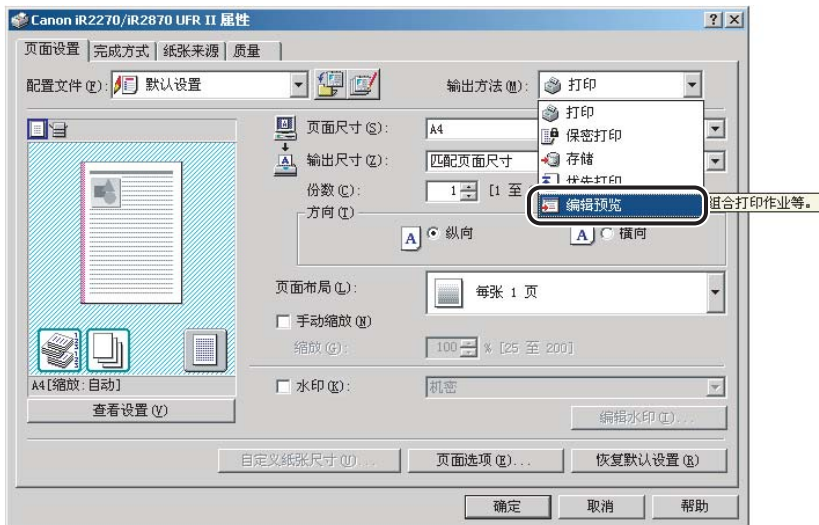 Canon iR2270/iR2870 UFR II 属性
页面设置 完成方式 纸张来源 质量
配置文件(F): 默认设置 输出方法(M): 打印
打印
保密打印
存储
优先打印
编辑预览
组合打印作业等。
页面尺寸(S): A4
输出尺寸(Z): 匹配页面尺寸
份数(C): 1 [1 至
方向(T)
A 纵向 A 横向
页面布局(L): 每张 1 页
手动缩放(N)
缩放(G): 100 % [25 至 200]
A4[缩放:自动]
查看设置(V)
水印(K): 机密
编辑水印(I)...
自定义纸张尺寸(U)... 页面选项(E)... 恢复默认设置(R)
确定 取消 帮助